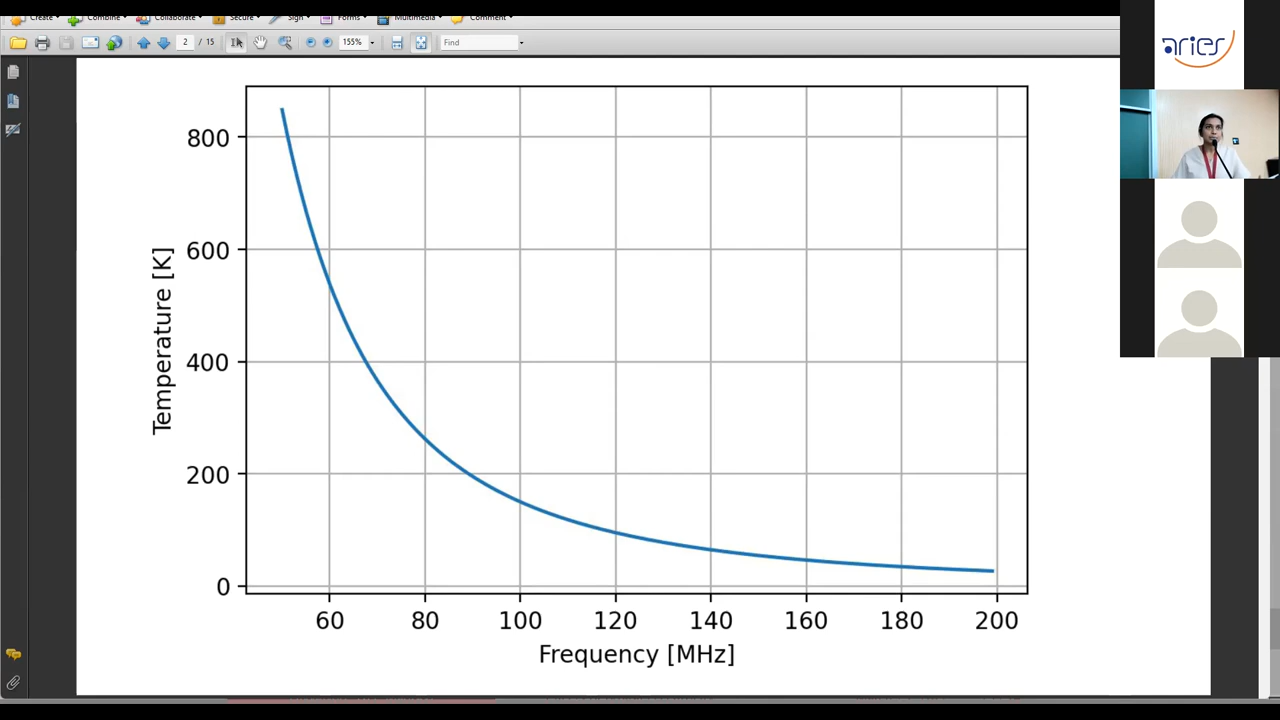 Create Combine Collaborate Secure Sign Forms Multimedia Comment
2 / 15 155% Find
aries
800
600
400
200
0
Temperature [K]
60 80 100 120 140 160 180 200
Frequency [MHz]